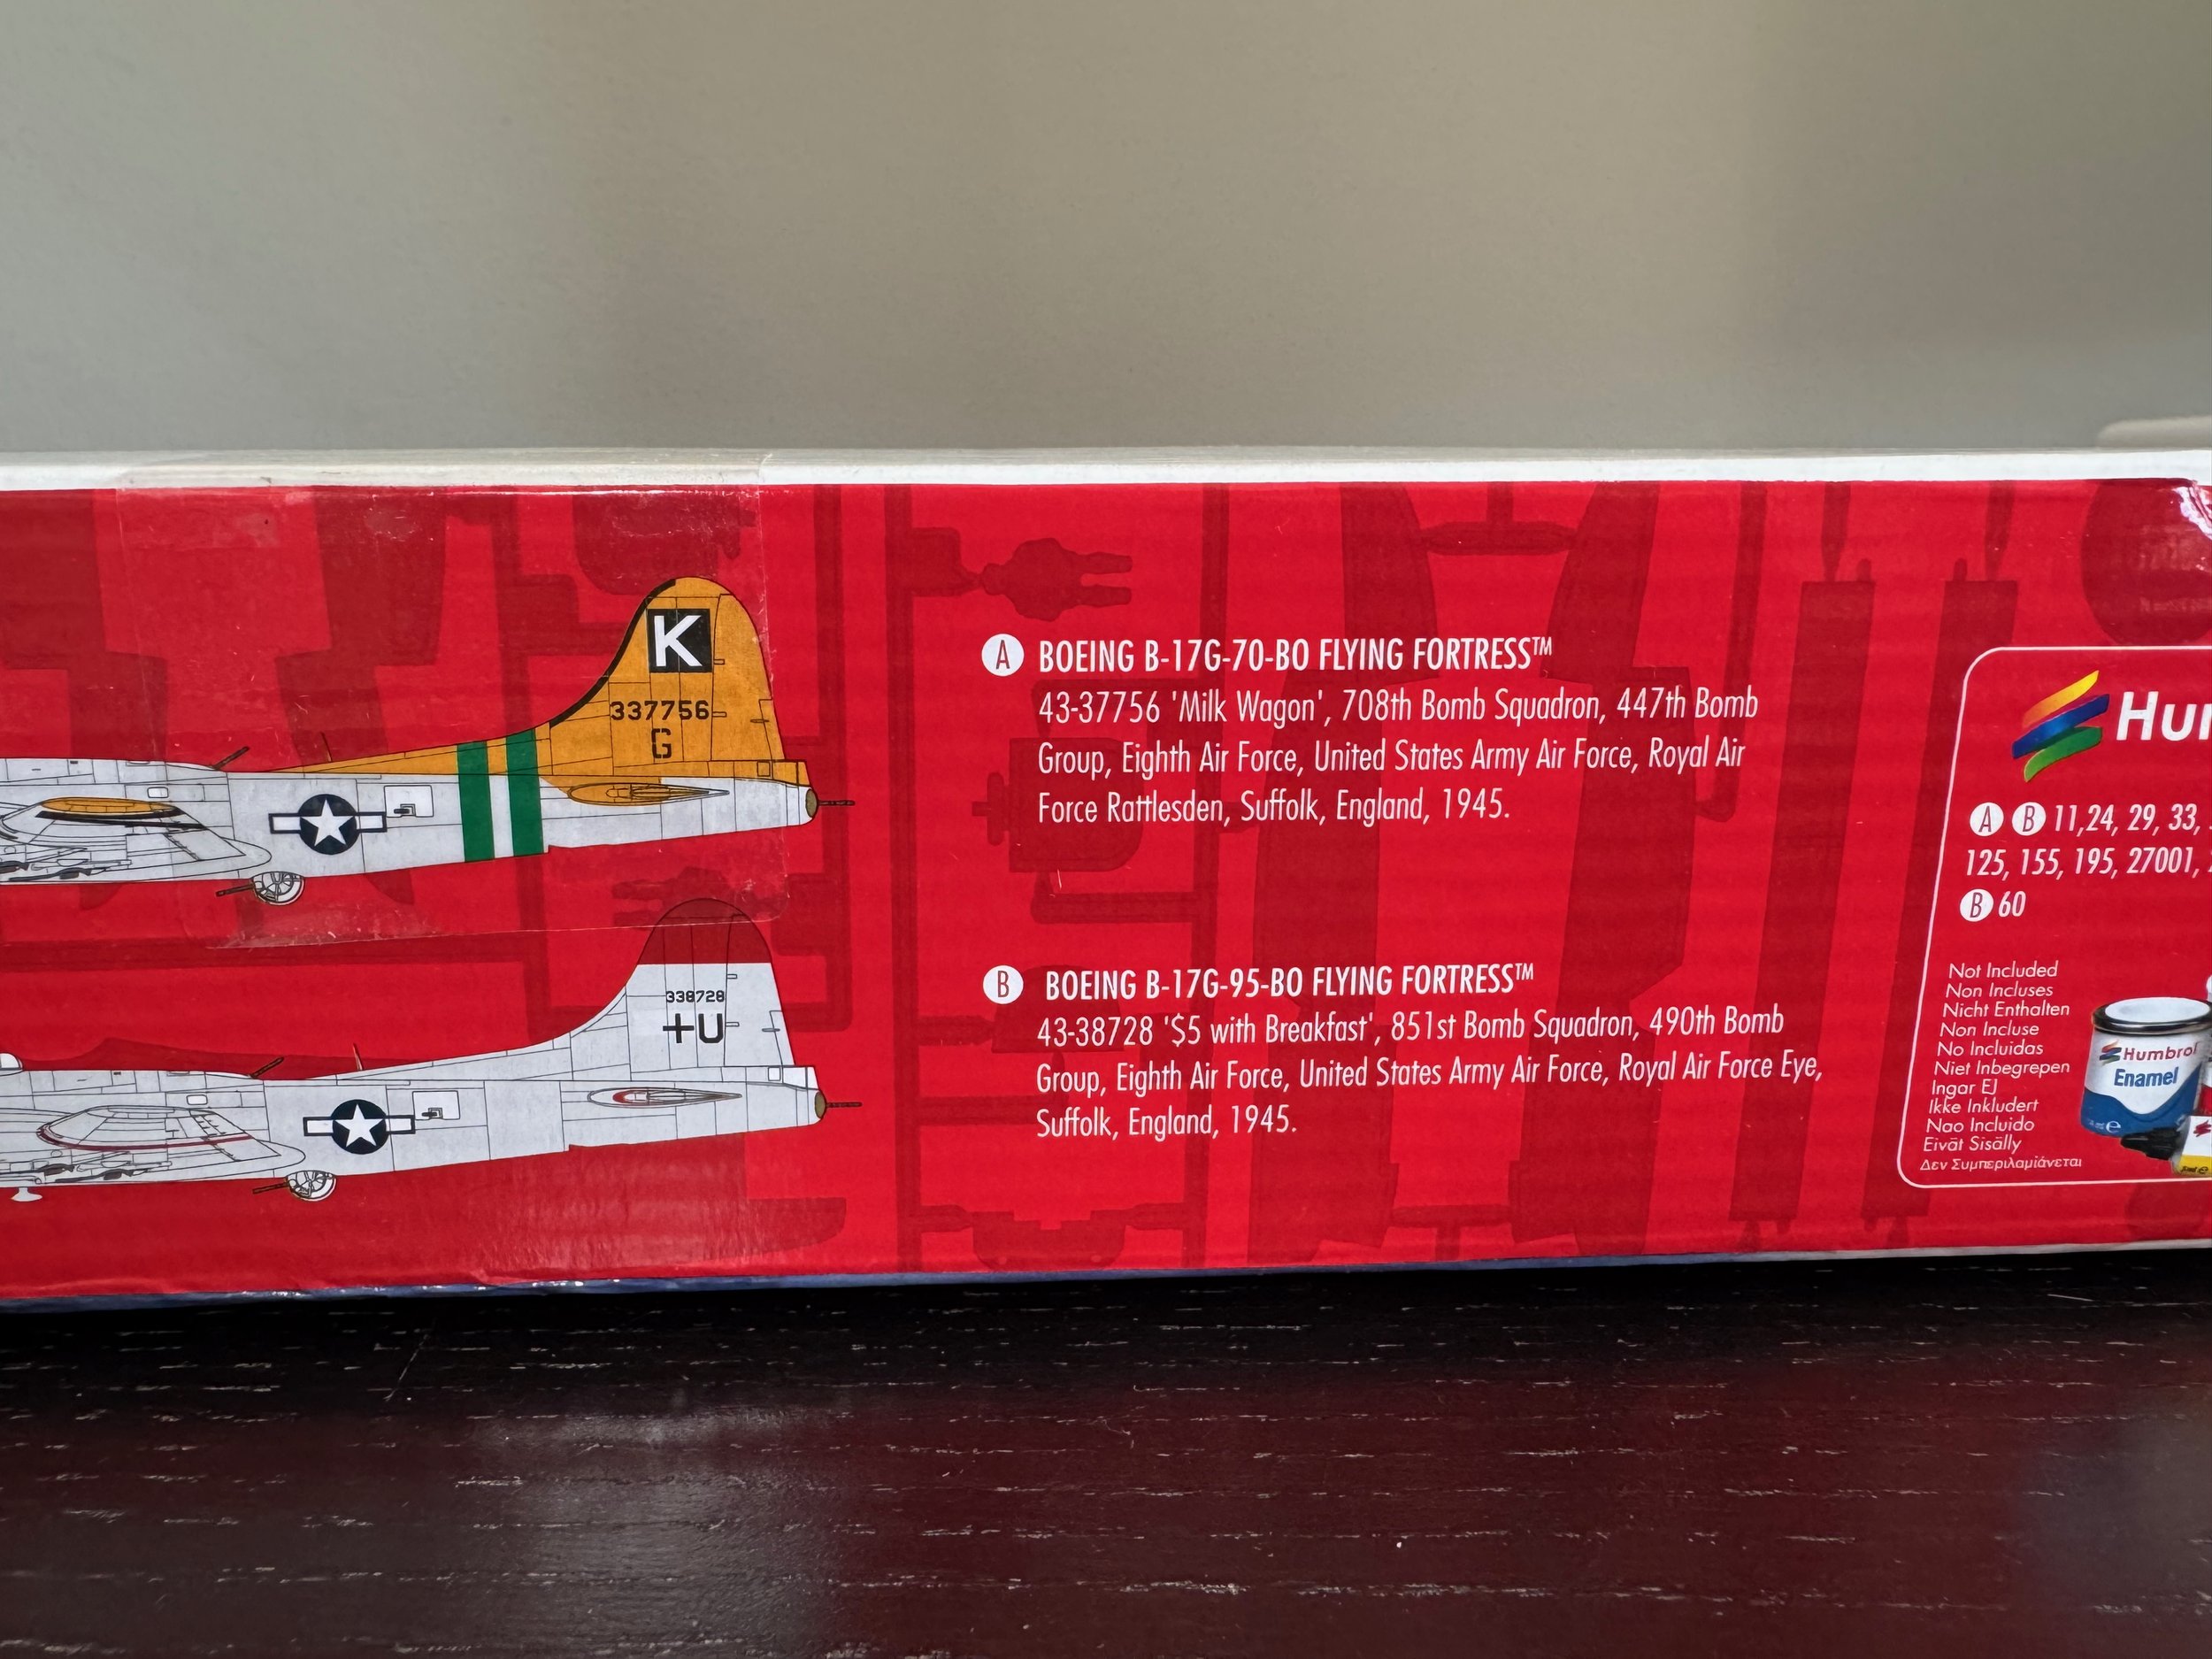 K
337756
G
A BOEING B-17G-70-BO FLYING FORTRESS™
43-37756 'Milk Wagon', 708th Bomb Squadron, 447th Bomb
Group, Eighth Air Force, United States Army Air Force, Royal Air
Force Rattlesden, Suffolk, England, 1945.
338728
+U
B BOEING B-17G-95-BO FLYING FORTRESS™
43-38728 '$5 with Breakfast', 851st Bomb Squadron, 490th Bomb
Group, Eighth Air Force, United States Army Air Force, Royal Air Force Eye,
Suffolk, England, 1945.
A B 11,24, 29, 33,
125, 155, 195, 27001,
B 60
Not Included
Non Incluses
Nicht Enthalten
Non Incluse
No Incluidas
Niet Inbegrepen
Ingar EJ
Ikke Inkludert
Nao Incluido
Eivät Sisälly
Δεν Συμπεριλαμιάνεται
Humbrol
Enamel